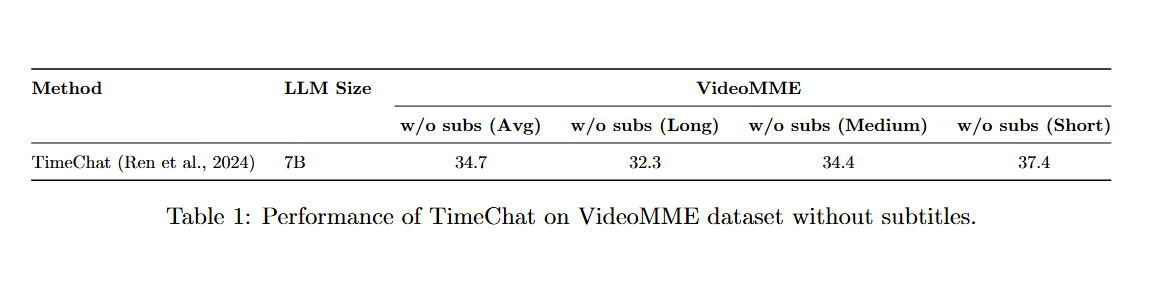 Method LLM Size VideoMME
w/o subs (Avg) w/o subs (Long) w/o subs (Medium) w/o subs (Short)
TimeChat (Ren et al., 2024) 7B 34.7 32.3 34.4 37.4
Table 1: Performance of TimeChat on VideoMME dataset without subtitles.